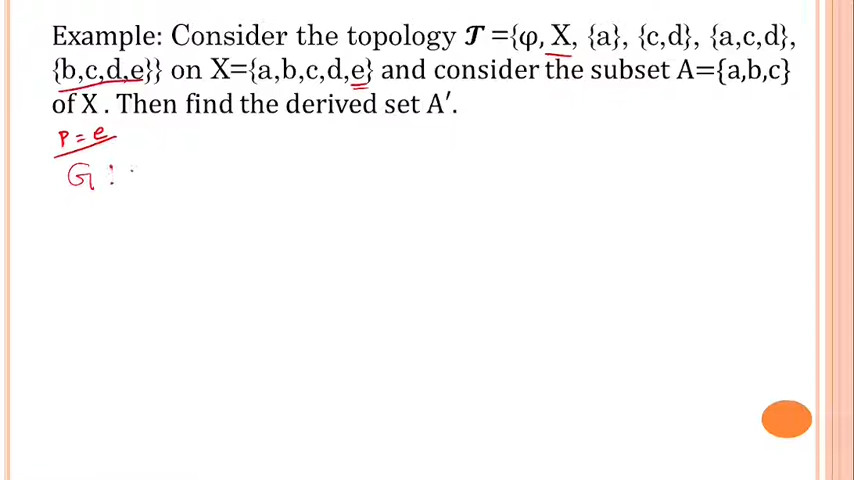 Example: Consider the topology 𝓣 ={φ, X, {a}, {c,d}, {a,c,d},
{b,c,d,e}} on X={a,b,c,d,e} and consider the subset A={a,b,c}
of X . Then find the derived set A′.
P = e
G :